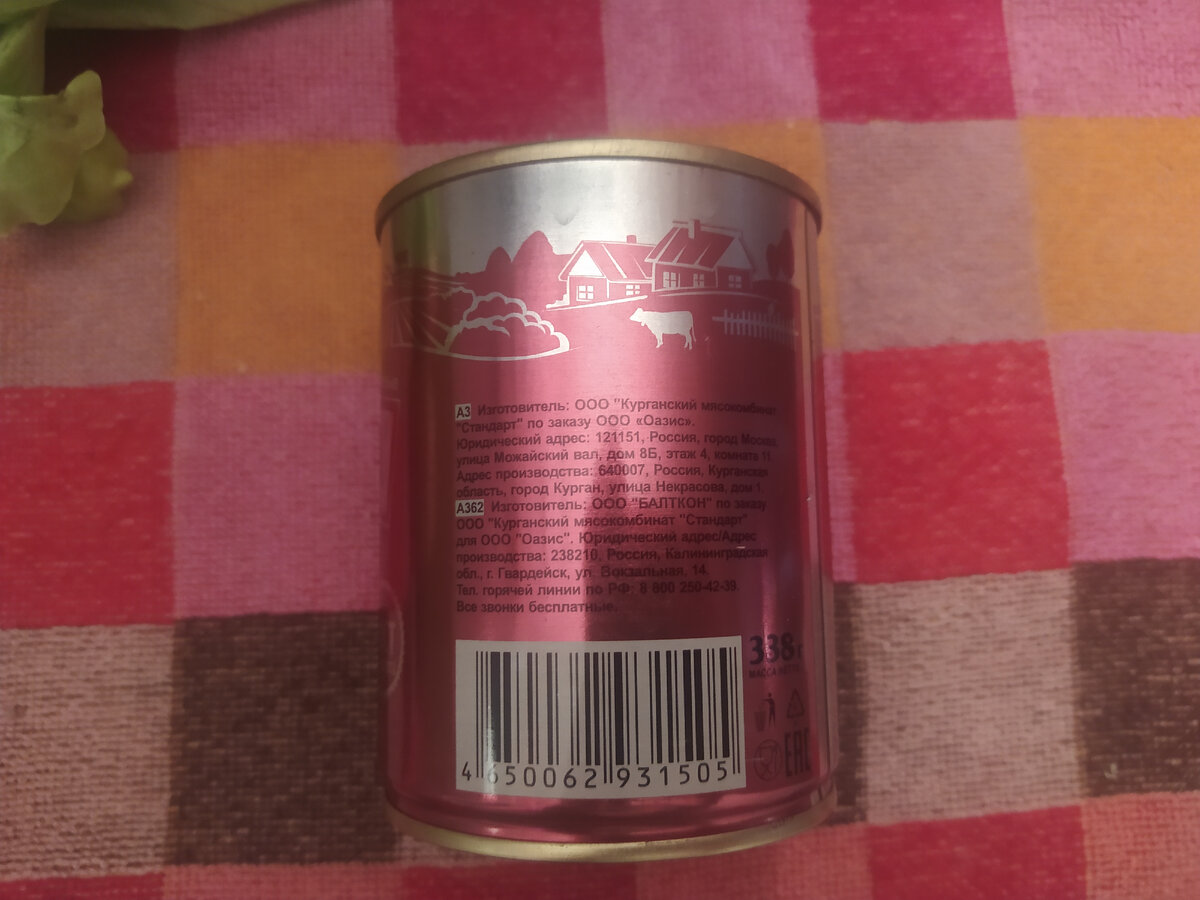 А3 Изготовитель: ООО "Курганский мясокомбинат
"Стандарт" по заказу ООО «Оазис».
Юридический адрес: 121151, Россия, город Москва,
улица Можайский вал, дом 8Б, этаж 4, комната 11.
Адрес производства: 640007, Россия, Курганская
область, город Курган, улица Некрасова, дом 1.
А362 Изготовитель: ООО "БАЛТКОН" по заказу
ООО "Курганский мясокомбинат "Стандарт"
для ООО "Оазис". Юридический адрес/Адрес
производства: 238210, Россия, Калининградская
обл., г. Гвардейск, ул. Вокзальная, 14.
Тел. горячей линии по РФ: 8 800 250-42-39.
Все звонки бесплатные.
338 г
МАССА НЕТТО
4 650062 931505
EAC